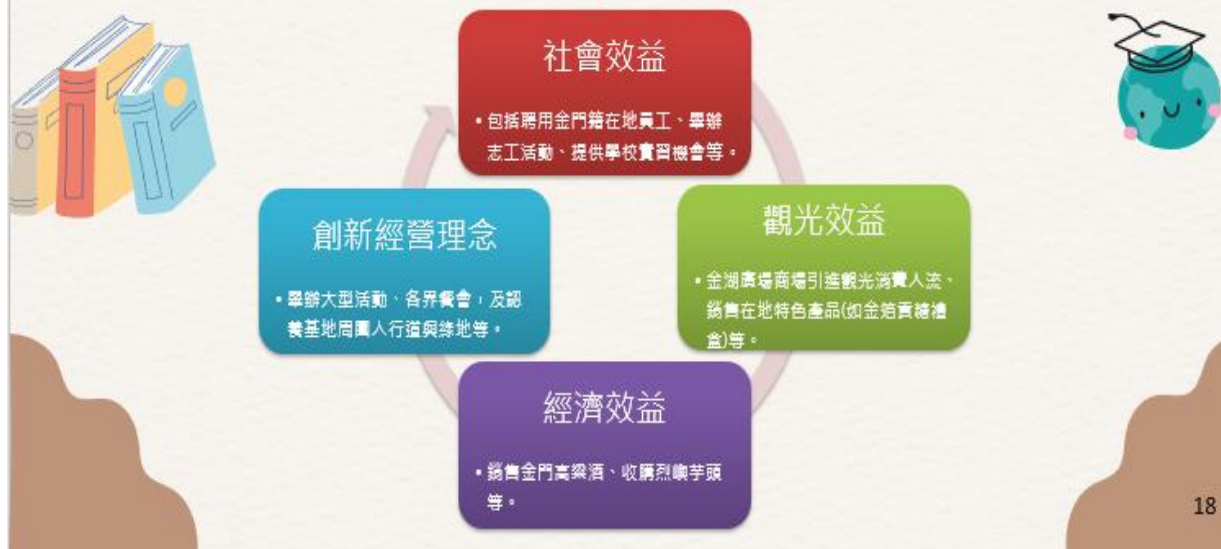 社會效益
•包括聘用金門籍在地員工、舉辦
志工活動、提供學校實習機會等。
觀光效益
•金湖廣場商場引進觀光消費人流、
銷售在地特色產品(如金箔貢糖禮
盒)等。
經濟效益
•銷售金門高粱酒、收購烈嶼芋頭
等。
創新經營理念
•舉辦大型活動、各界餐會，及認
養基地周圍人行道與綠地等。
18